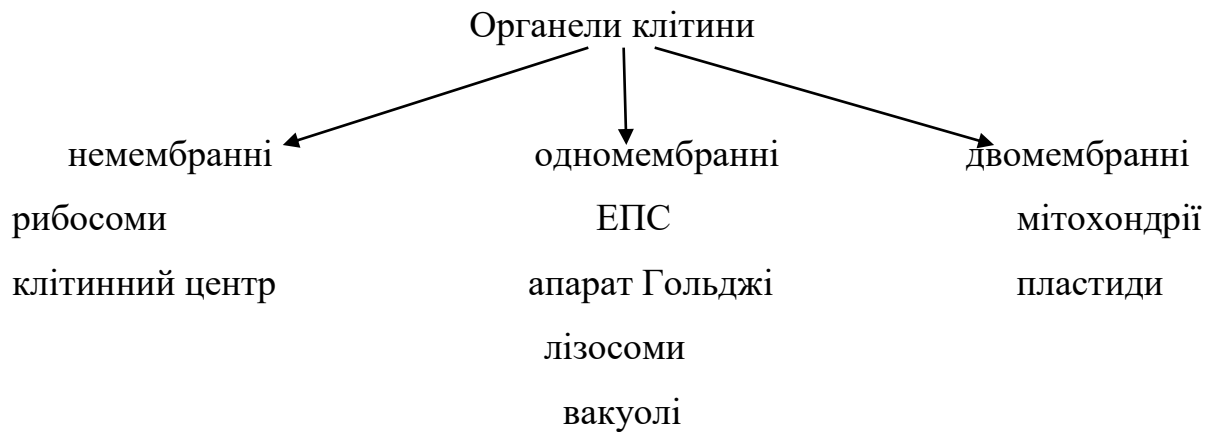 Органели клітини
немембранні одномембранні двомембранні
рибосоми ЕПС мітохондрії
клітинний центр апарат Гольджі пластиди
лізосоми
вакуолі